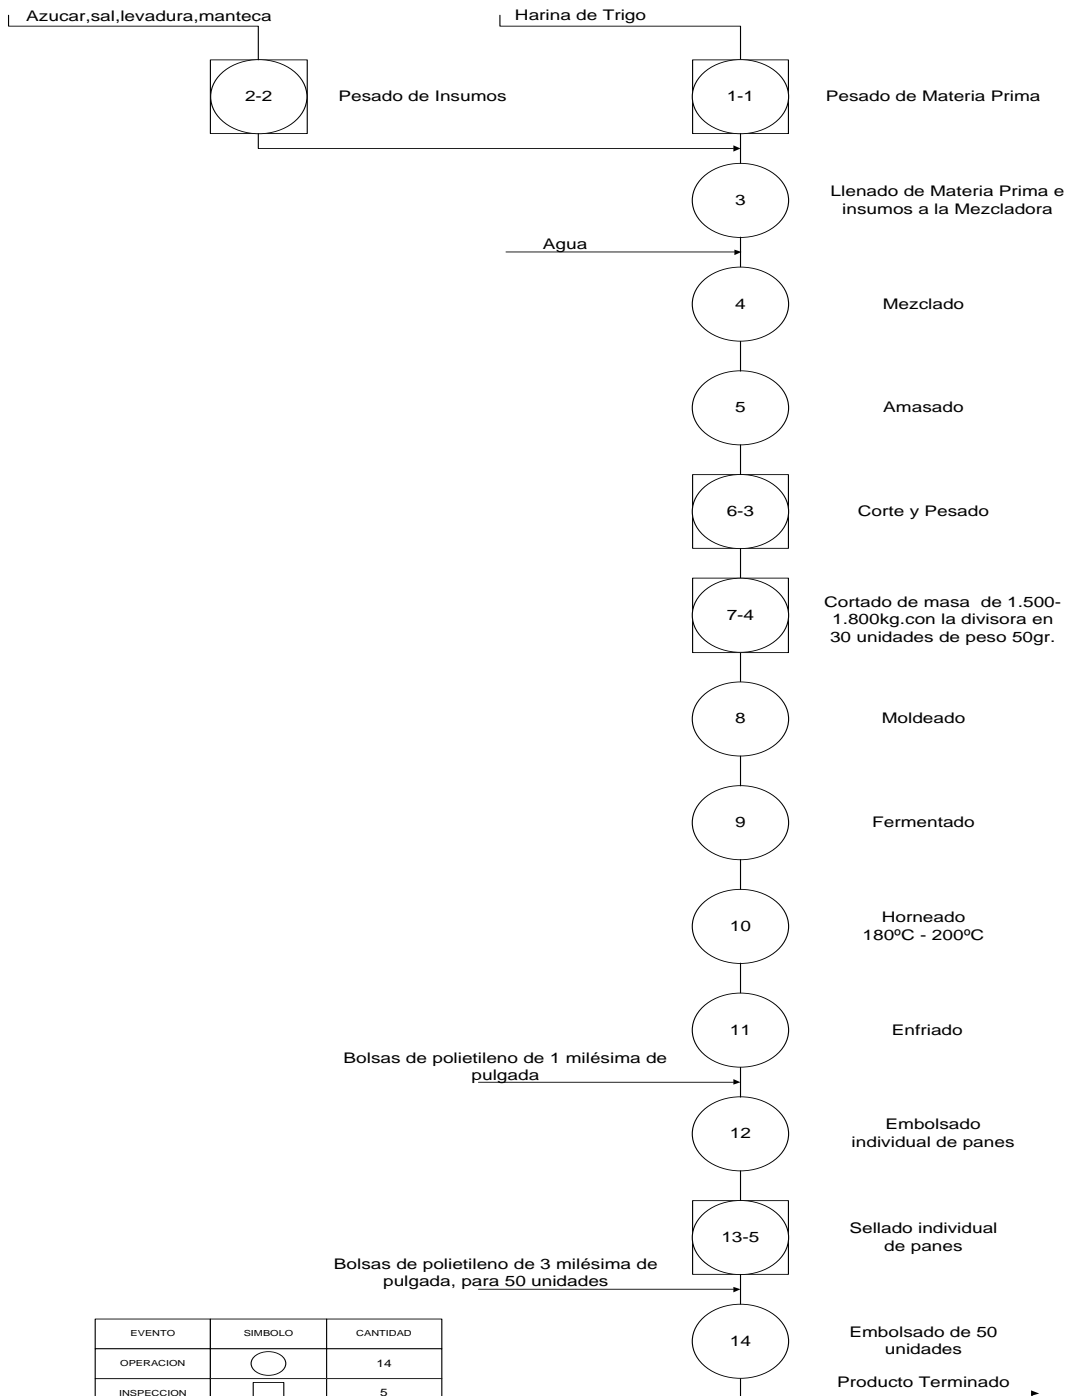 Azucar,sal,levadura,manteca
Harina de Trigo
2-2
Pesado de Insumos
1-1
Pesado de Materia Prima
3
Llenado de Materia Prima e
insumos a la Mezcladora
Agua
4
Mezclado
5
Amasado
6-3
Corte y Pesado
7-4
Cortado de masa  de 1.500-
1.800kg.con la divisora en
30 unidades de peso 50gr.
8
Moldeado
9
Fermentado
10
Horneado
180ºC - 200ºC
11
Enfriado
Bolsas de polietileno de 1 milésima de
pulgada
12
Embolsado
individual de panes
13-5
Sellado individual
de panes
Bolsas de polietileno de 3 milésima de
pulgada, para 50 unidades
14
Embolsado de 50
unidades
Producto Terminado
EVENTO SIMBOLO CANTIDAD
OPERACION 14
INSPECCION 5